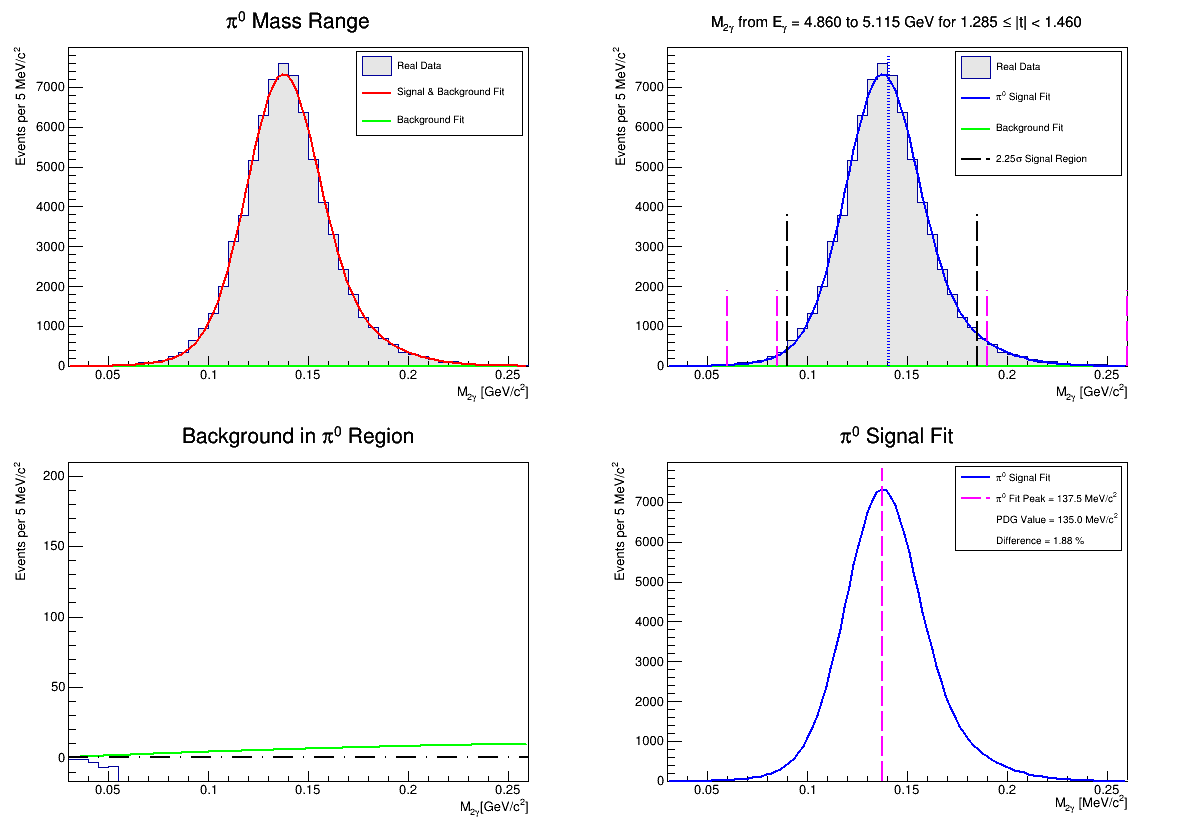 π⁰ Mass Range
Events per 5 MeV/c²
7000
6000
5000
4000
3000
2000
1000
0
0.05
0.1
0.15
0.2
0.25
M₂γ [GeV/c²]
Real Data
Signal & Background Fit
Background Fit
M₂γ from Eγ = 4.860 to 5.115 GeV for 1.285 ≤ |t| < 1.460
Events per 5 MeV/c²
7000
6000
5000
4000
3000
2000
1000
0
0.05
0.1
0.15
0.2
0.25
M₂γ [GeV/c²]
Real Data
π⁰ Signal Fit
Background Fit
2.25σ Signal Region
Background in π⁰ Region
Events per 5 MeV/c²
200
150
100
50
0
0.05
0.1
0.15
0.2
0.25
M₂γ[GeV/c²]
π⁰ Signal Fit
Events per 5 MeV/c²
7000
6000
5000
4000
3000
2000
1000
0
0.05
0.1
0.15
0.2
0.25
M₂γ [MeV/c²]
π⁰ Signal Fit
π⁰ Fit Peak = 137.5 MeV/c²
PDG Value = 135.0 MeV/c²
Difference = 1.88 %